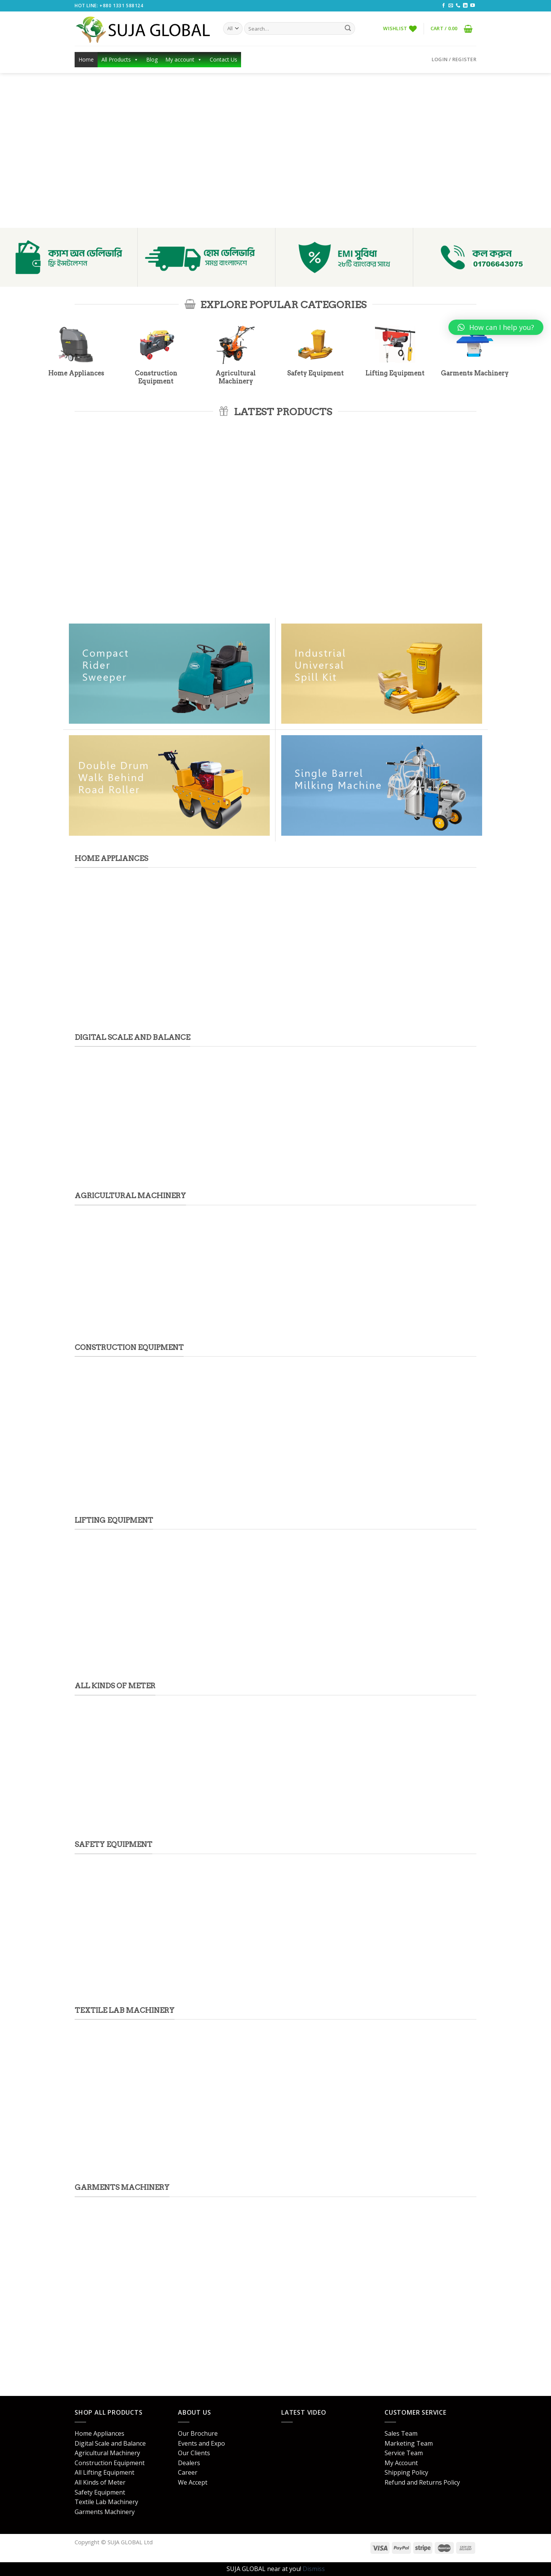 HOT LINE: +880 1331 588124
SUJA GLOBAL
All
Search…
WISHLIST
CART / 0.00
Home
All Products
Blog
My account
Contact Us
LOGIN / REGISTER
ক্যাশ অন ডেলিভারি
ফ্রি ইন্সটলেশন
হোম ডেলিভারি
সমগ্র বাংলাদেশে
EMI সুবিধা
২৮টি ব্যাংকের সাথে
কল করুন
01706643075
EXPLORE POPULAR CATEGORIES
How can I help you?
Home Appliances
Construction Equipment
Agricultural Machinery
Safety Equipment
Lifting Equipment
Garments Machinery
LATEST PRODUCTS
Compact
Rider
Sweeper
Industrial
Universal
Spill Kit
Double Drum
Walk Behind
Road Roller
Single Barrel
Milking Machine
HOME APPLIANCES
DIGITAL SCALE AND BALANCE
AGRICULTURAL MACHINERY
CONSTRUCTION EQUIPMENT
LIFTING EQUIPMENT
ALL KINDS OF METER
SAFETY EQUIPMENT
TEXTILE LAB MACHINERY
GARMENTS MACHINERY
SHOP ALL PRODUCTS
Home Appliances
Digital Scale and Balance
Agricultural Machinery
Construction Equipment
All Lifting Equipment
All Kinds of Meter
Safety Equipment
Textile Lab Machinery
Garments Machinery
ABOUT US
Our Brochure
Events and Expo
Our Clients
Dealers
Career
We Accept
LATEST VIDEO
CUSTOMER SERVICE
Sales Team
Marketing Team
Service Team
My Account
Shipping Policy
Refund and Returns Policy
Copyright © SUJA GLOBAL Ltd
VISA
PayPal
stripe
SUJA GLOBAL near at you!
Dismiss